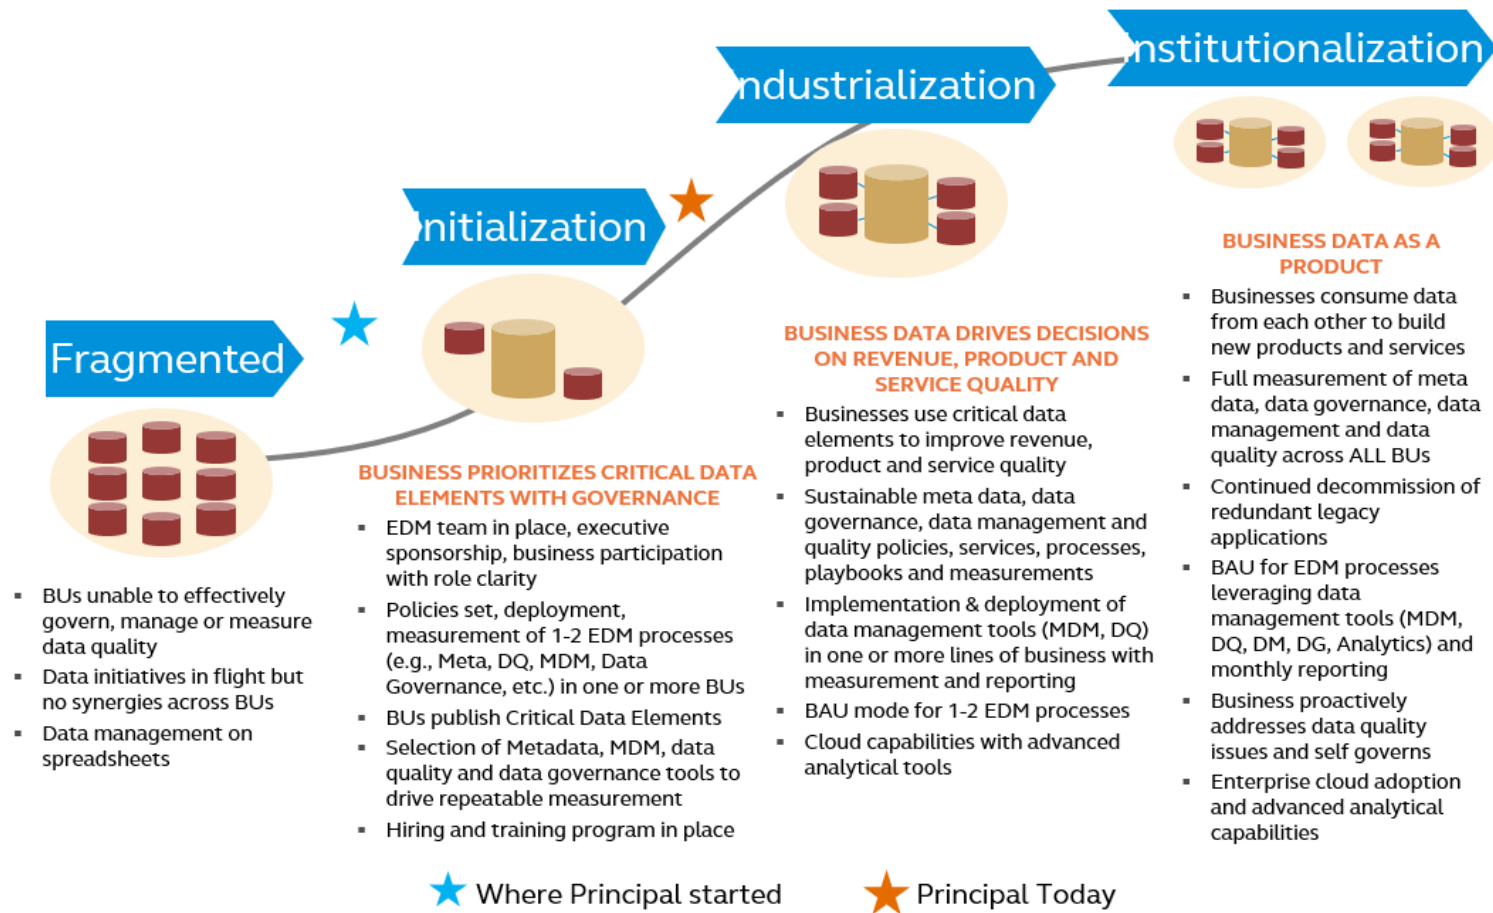 Institutionalization
Industrialization
Initialization
Fragmented
BUs unable to effectively
govern, manage or measure
data quality
Data initiatives in flight but
no synergies across BUs
Data management on
spreadsheets
BUSINESS PRIORITIZES CRITICAL DATA
ELEMENTS WITH GOVERNANCE
EDM team in place, executive
sponsorship, business participation
with role clarity
Policies set, deployment,
measurement of 1-2 EDM processes
(e.g., Meta, DQ, MDM, Data
Governance, etc.) in one or more BUs
BUs publish Critical Data Elements
Selection of Metadata, MDM, data
quality and data governance tools to
drive repeatable measurement
Hiring and training program in place
BUSINESS DATA DRIVES DECISIONS
ON REVENUE, PRODUCT AND
SERVICE QUALITY
Businesses use critical data
elements to improve revenue,
product and service quality
Sustainable meta data, data
governance, data management and
quality policies, services, processes,
playbooks and measurements
Implementation & deployment of
data management tools (MDM, DQ)
in one or more lines of business with
measurement and reporting
BAU mode for 1-2 EDM processes
Cloud capabilities with advanced
analytical tools
BUSINESS DATA AS A
PRODUCT
Businesses consume data
from each other to build
new products and services
Full measurement of meta
data, data governance, data
management and data
quality across ALL BUs
Continued decommission of
redundant legacy
applications
BAU for EDM processes
leveraging data
management tools (MDM,
DQ, DM, DG, Analytics) and
monthly reporting
Business proactively
addresses data quality
issues and self governs
Enterprise cloud adoption
and advanced analytical
capabilities
Where Principal started
Principal Today